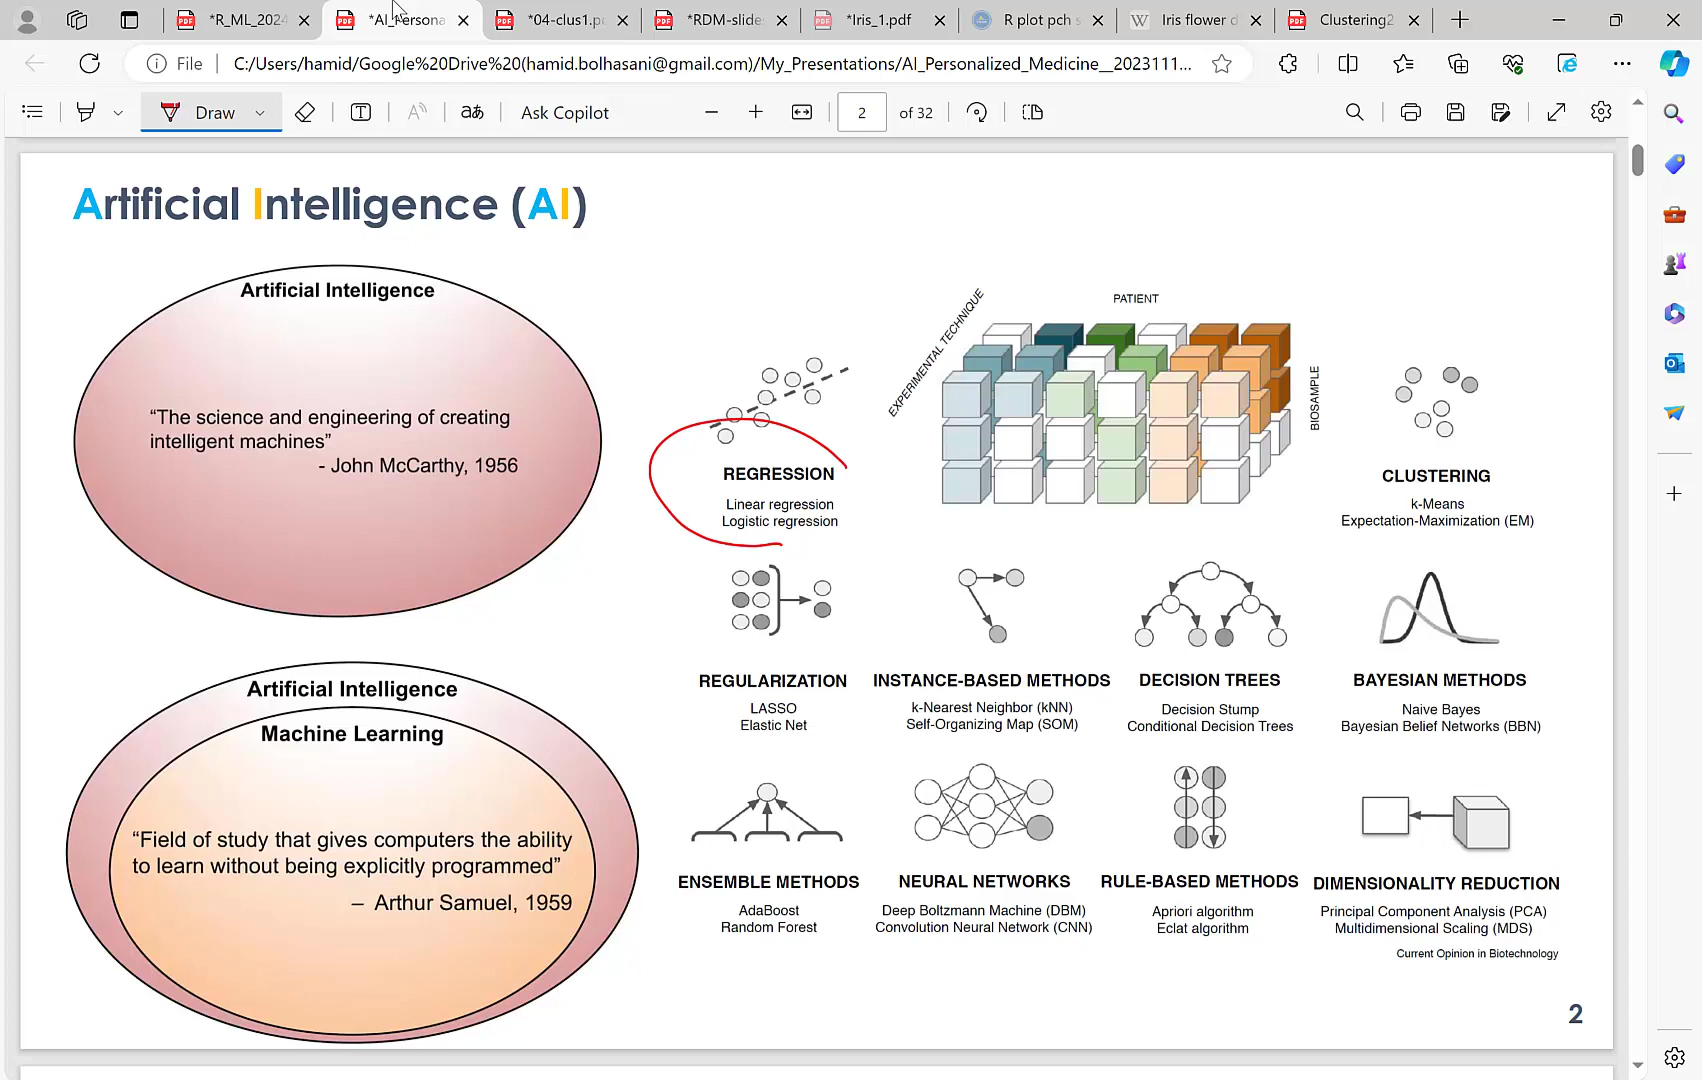 *R_ML_2024
*AI_Persona
*04-clus1.p
*RDM-slide
*Iris_1.pdf
R plot pch s
Iris flower d
Clustering2
File
C:/Users/hamid/Google%20Drive%20(hamid.bolhasani@gmail.com)/My_Presentations/AI_Personalized_Medicine__2023111...
Draw
Ask Copilot
2 of 32
Artificial Intelligence (AI)
Artificial Intelligence
“The science and engineering of creating
intelligent machines”
- John McCarthy, 1956
Artificial Intelligence
Machine Learning
“Field of study that gives computers the ability
to learn without being explicitly programmed”
– Arthur Samuel, 1959
EXPERIMENTAL TECHNIQUE
PATIENT
BIOSAMPLE
REGRESSION
Linear regression
Logistic regression
CLUSTERING
k-Means
Expectation-Maximization (EM)
REGULARIZATION
LASSO
Elastic Net
INSTANCE-BASED METHODS
k-Nearest Neighbor (kNN)
Self-Organizing Map (SOM)
DECISION TREES
Decision Stump
Conditional Decision Trees
BAYESIAN METHODS
Naive Bayes
Bayesian Belief Networks (BBN)
ENSEMBLE METHODS
AdaBoost
Random Forest
NEURAL NETWORKS
Deep Boltzmann Machine (DBM)
Convolution Neural Network (CNN)
RULE-BASED METHODS
Apriori algorithm
Eclat algorithm
DIMENSIONALITY REDUCTION
Principal Component Analysis (PCA)
Multidimensional Scaling (MDS)
Current Opinion in Biotechnology
2